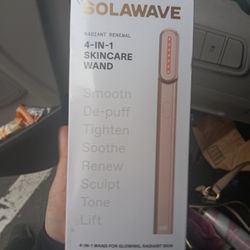 SOLAWAVE
RADIANT RENEWAL
4-IN-1
SKINCARE
WAND
Smooth
De-puff
Tighten
Soothe
Renew
Sculpt
Tone
Lift
4-IN-1 WAND FOR GLOWING, RADIANT SKIN